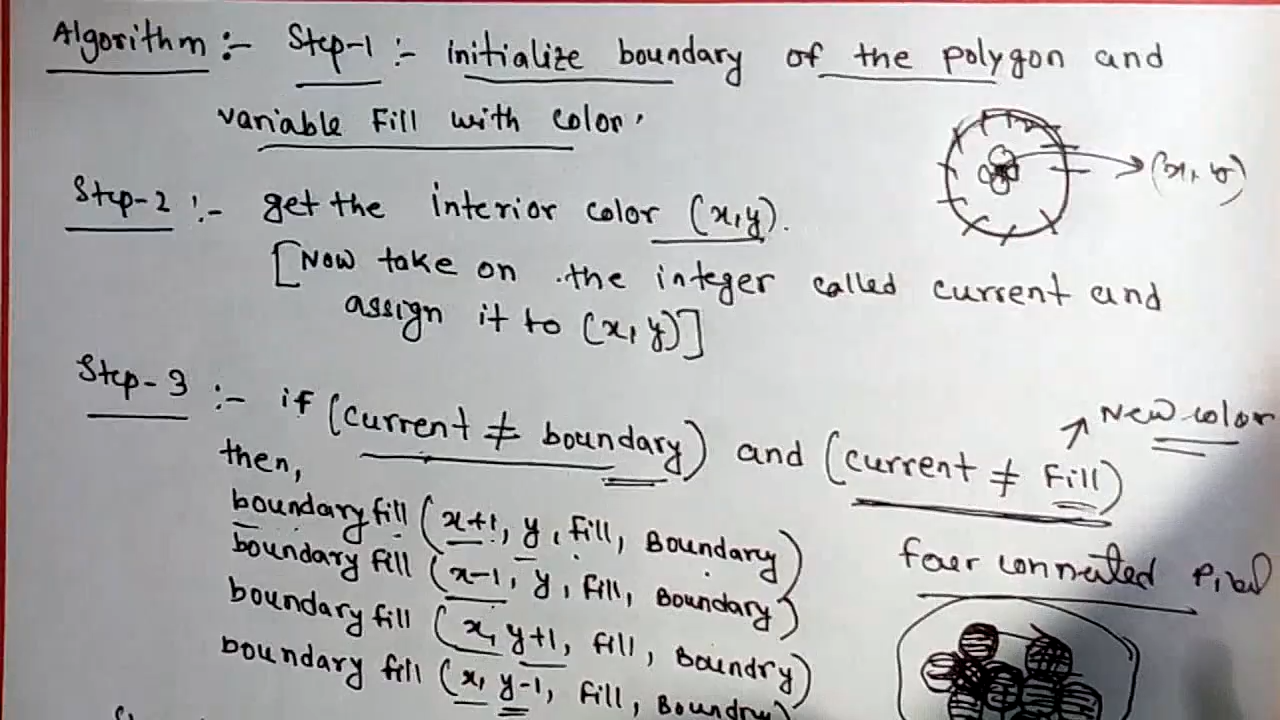 Algorithm :- Step-1 :- initialize boundary of the polygon and
variable Fill with color.
(x, y)
Step-2 :- get the interior color (x,y).
[Now take on the integer called current and
assign it to (x, y)]
Step-3 :- if (current ≠ boundary) and (current ≠ Fill)
New color
then,
boundary fill (x+1, y, fill, Boundary)
boundary fill (x-1, y, fill, Boundary)
boundary fill (x, y+1, fill, Boundry)
boundary fill (x, y-1, fill, Boundry)
four connected Pixel